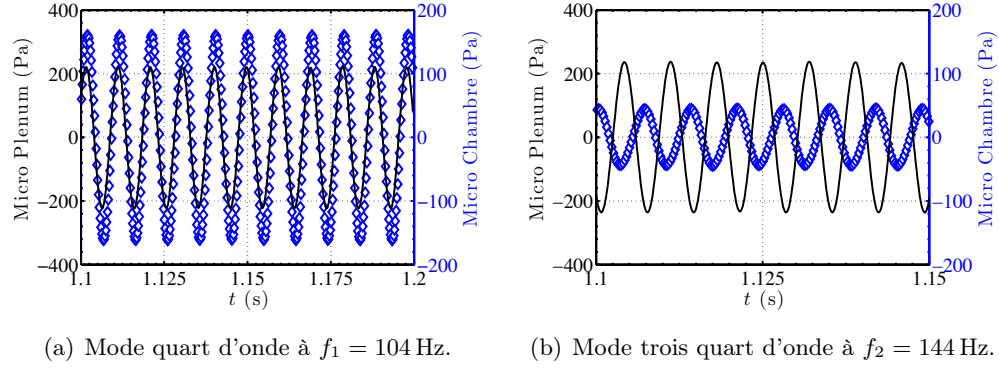 400
200
0
−200
−400
Micro Plenum (Pa)
200
100
0
−100
−200
Micro Chambre (Pa)
1.1 1.125 1.15 1.175 1.2
t (s)
(a) Mode quart d'onde à f1 = 104 Hz.
400
200
0
−200
−400
Micro Plenum (Pa)
200
100
0
−100
−200
Micro Chambre (Pa)
1.1 1.125 1.15
t (s)
(b) Mode trois quart d'onde à f2 = 144 Hz.